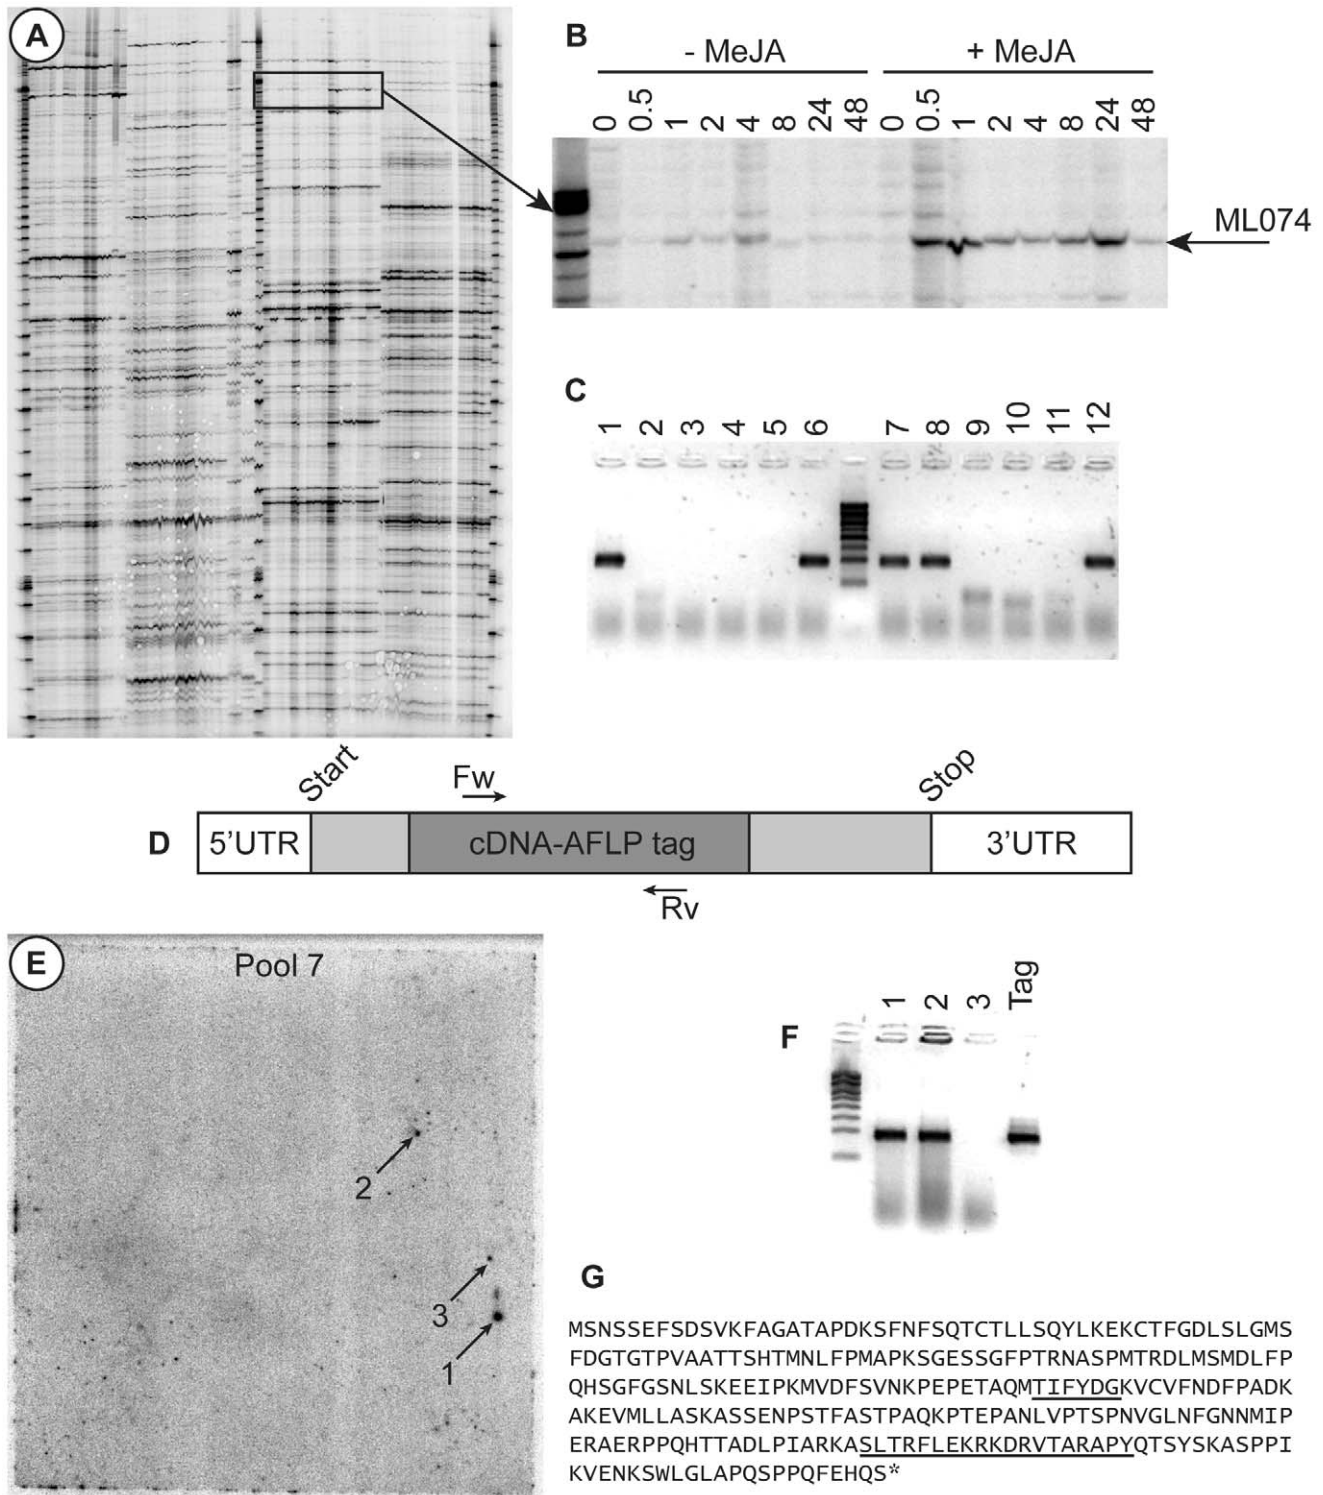 A
B
- MeJA + MeJA
0 0.5 1 2 4 8 24 48 0 0.5 1 2 4 8 24 48
ML074
C
1 2 3 4 5 6 7 8 9 10 11 12
Start
Stop
Fw
D
5'UTR
cDNA-AFLP tag
3'UTR
Rv
E
Pool 7
2
3
1
F
1 2 3 Tag
G
MSNSSEFSDSVKFAGATAPDKSFNFSQTCTLLSQYLKEKCTFGDLSLGMS
FDGTGTPVAATTSHTMNLFPMAPKSGESSGFPTRNASPMTRDLMSMDLFP
QHSGFGSNLSKEEIPKMVDFSVNKPEPETAQMTIFYDGKVCVFNDFPADK
AKEVMLLASKASSENPSTFASTPAQKPTEPANLVPTSPNVGLNFGNNMIP
ERAERPPQHTTADLPIARKASLTRFLEKRKDRVTARAPYQTSYSKASPPI
KVENKSWLGLAPQSPPQFEHQS*